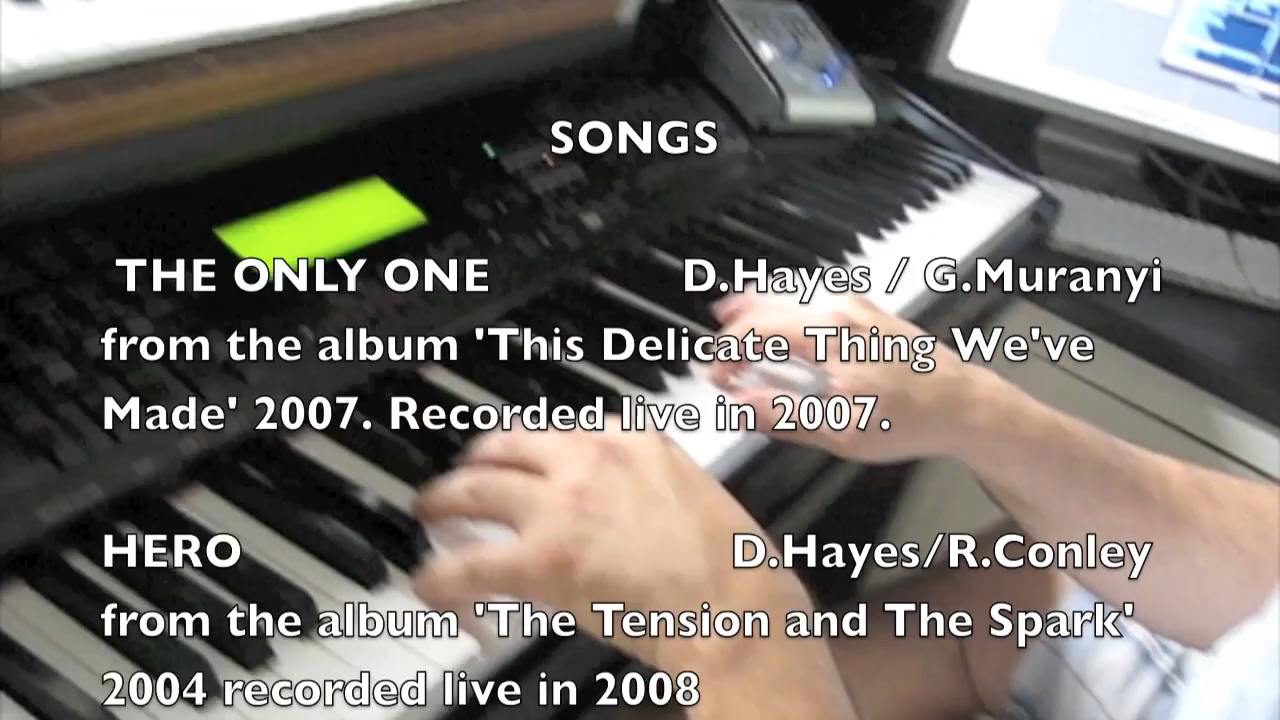 SONGS
THE ONLY ONE D.Hayes / G.Muranyi
from the album 'This Delicate Thing We've
Made' 2007. Recorded live in 2007.
HERO D.Hayes/R.Conley
from the album 'The Tension and The Spark'
2004 recorded live in 2008